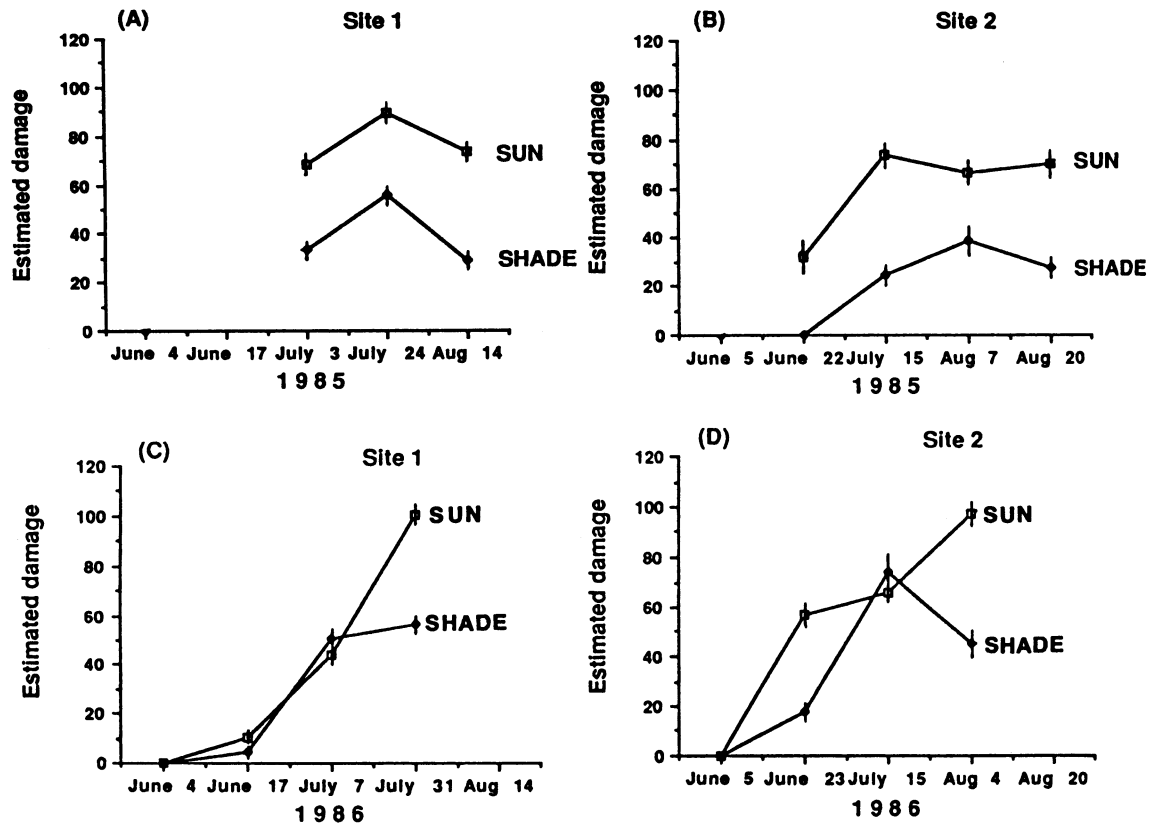 (A) Site 1
120
100
80
60
40
20
0
Estimated damage
SUN
SHADE
June 4 June 17 July 3 July 24 Aug 14
1985
(B) Site 2
120
100
80
60
40
20
0
Estimated damage
SUN
SHADE
June 5 June 22 July 15 Aug 7 Aug 20
1985
(C) Site 1
120
100
80
60
40
20
0
Estimated damage
SUN
SHADE
June 4 June 17 July 7 July 31 Aug 14
1986
(D) Site 2
120
100
80
60
40
20
0
Estimated damage
SUN
SHADE
June 5 June 23 July 15 Aug 4 Aug 20
1986